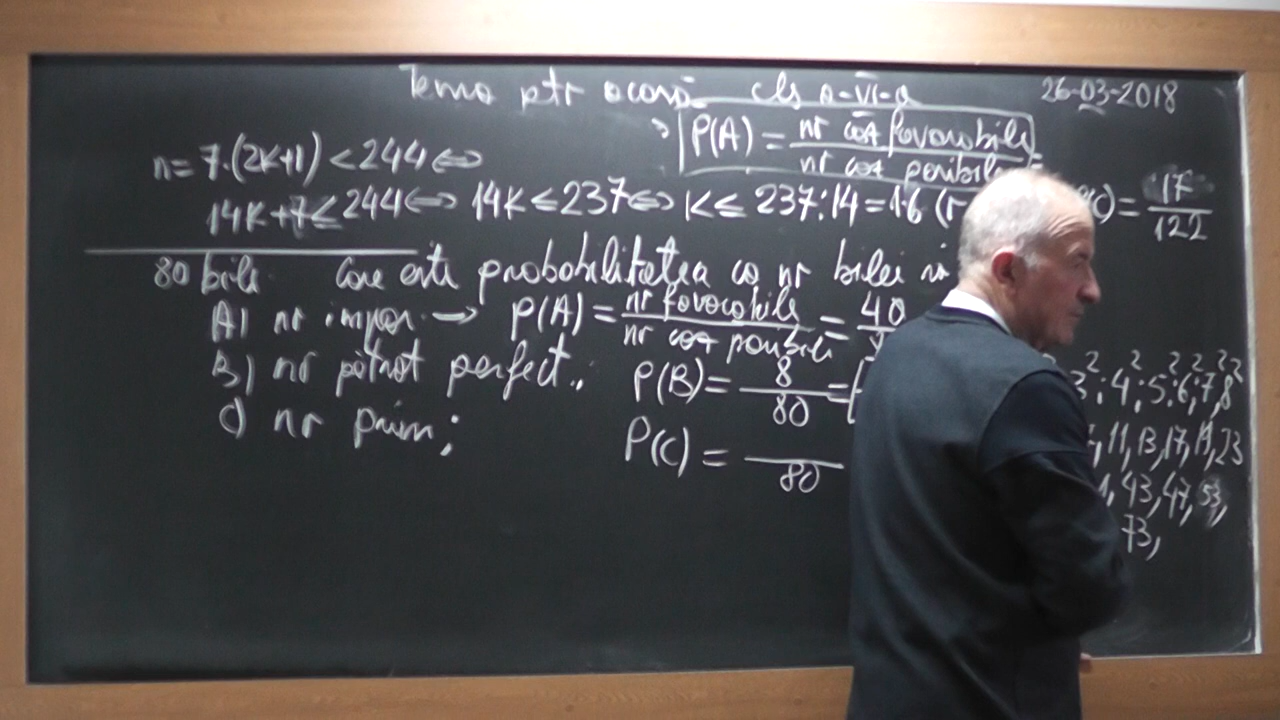 Tema ptr acasă cls a-VI-a 26-03-2018
P(A) = nr caz favorabile / nr caz posibile =
n = 7·(2k+1) < 244 ⇔
14k+7 ≤ 244 ⇔ 14k ≤ 237 ⇔ k ≤ 237:14 = 16 (r C) = 17/122
80 bile. Care este probabilitatea ca nr bilei
A) nr impar. → P(A) = nr favorabile / nr caz posibile = 40
B) nr pătrat perfect.; P(B) = 8/80 = 3²; 4²; 5²; 6²; 7², 8²
C) nr prim; P(C) = /80 11, 13, 17, 19, 23
43, 47, 53,
73,